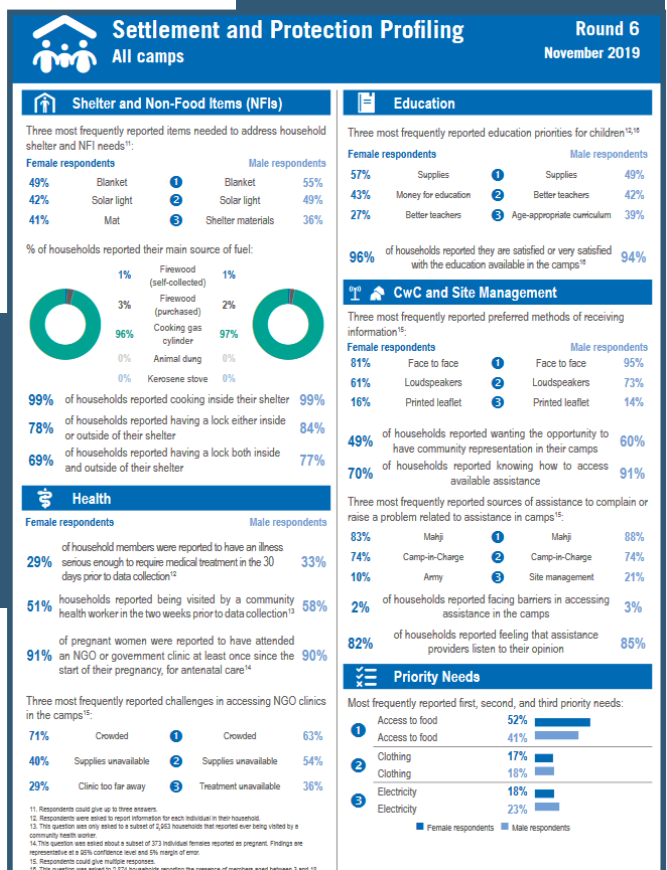 Settlement and Protection Profiling
All camps
Round 6
November 2019
Shelter and Non-Food Items (NFIs)
Three most frequently reported items needed to address household
shelter and NFI needs¹¹:
Female respondents Male respondents
49% Blanket 1 Blanket 55%
42% Solar light 2 Solar light 49%
41% Mat 3 Shelter materials 36%
% of households reported their main source of fuel:
1% Firewood (self-collected) 1%
3% Firewood (purchased) 2%
96% Cooking gas cylinder 97%
0% Animal dung 0%
0% Kerosene stove 0%
99% of households reported cooking inside their shelter 99%
78% of households reported having a lock either inside
or outside of their shelter 84%
69% of households reported having a lock both inside
and outside of their shelter 77%
Health
Female respondents Male respondents
29% of household members were reported to have an illness
serious enough to require medical treatment in the 30
days prior to data collection¹² 33%
51% households reported being visited by a community
health worker in the two weeks prior to data collection¹³ 58%
91% of pregnant women were reported to have attended
an NGO or government clinic at least once since the
start of their pregnancy, for antenatal care¹⁴ 90%
Three most frequently reported challenges in accessing NGO clinics
in the camps¹⁵:
71% Crowded 1 Crowded 63%
40% Supplies unavailable 2 Supplies unavailable 54%
29% Clinic too far away 3 Treatment unavailable 36%
11. Respondents could give up to three answers.
12. Respondents were asked to report information for each individual in their household.
13. This question was only asked to a subset of 2,953 households that reported ever being visited by a
community health worker.
14.This question was asked about a subset of 373 individual females reported as pregnant. Findings are
representative at a 95% confidence level and 5% margin of error.
15. Respondents could give multiple responses.
Education
Three most frequently reported education priorities for children¹²,¹⁶
Female respondents Male respondents
57% Supplies 1 Supplies 49%
43% Money for education 2 Better teachers 42%
27% Better teachers 3 Age-appropriate curriculum 39%
96% of households reported they are satisfied or very satisfied
with the education available in the camps¹⁶ 94%
CwC and Site Management
Three most frequently reported preferred methods of receiving
information¹⁵:
Female respondents Male respondents
81% Face to face 1 Face to face 95%
61% Loudspeakers 2 Loudspeakers 73%
16% Printed leaflet 3 Printed leaflet 14%
49% of households reported wanting the opportunity to
have community representation in their camps 60%
70% of households reported knowing how to access
available assistance 91%
Three most frequently reported sources of assistance to complain or
raise a problem related to assistance in camps¹⁵:
83% Mahji 1 Mahji 88%
74% Camp-in-Charge 2 Camp-in-Charge 74%
10% Army 3 Site management 21%
2% of households reported facing barriers in accessing
assistance in the camps 3%
82% of households reported feeling that assistance
providers listen to their opinion 85%
Priority Needs
Most frequently reported first, second, and third priority needs:
1 Access to food 52%
Access to food 41%
2 Clothing 17%
Clothing 18%
3 Electricity 18%
Electricity 23%
Female respondents Male respondents